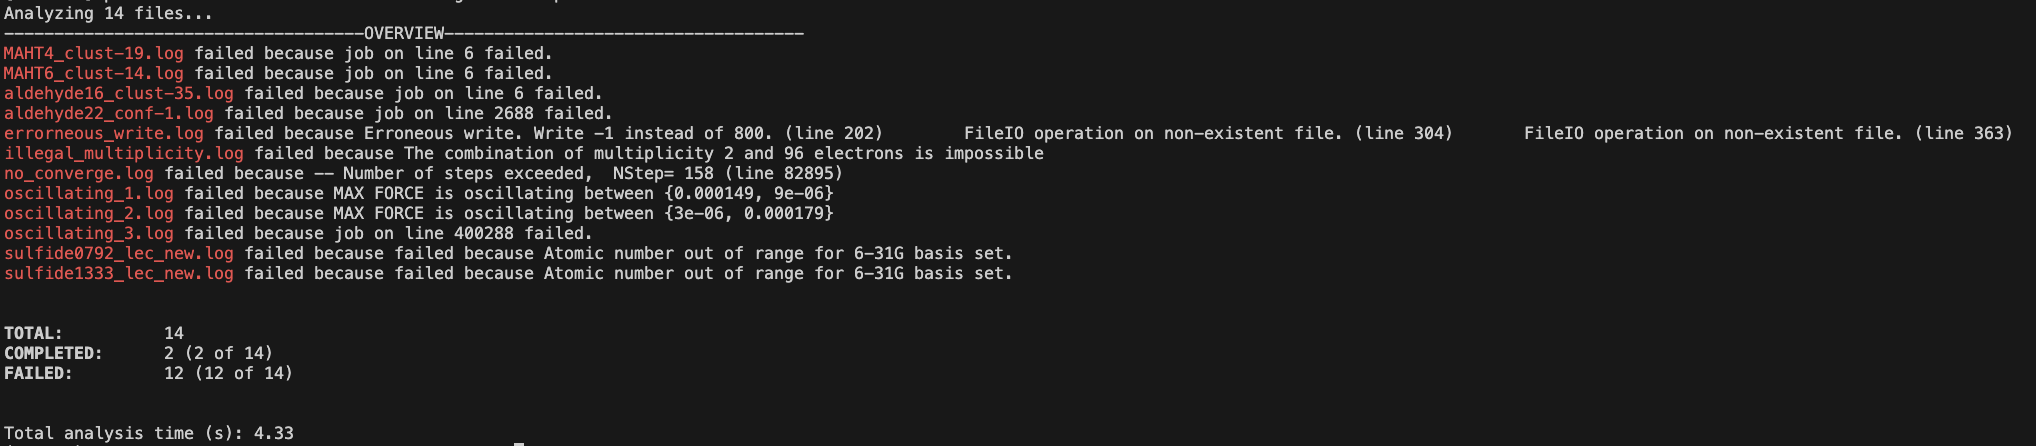 Analyzing 14 files...
------------------------------------OVERVIEW------------------------------------
MAHT4_clust-19.log failed because job on line 6 failed.
MAHT6_clust-14.log failed because job on line 6 failed.
aldehyde16_clust-35.log failed because job on line 6 failed.
aldehyde22_conf-1.log failed because job on line 2688 failed.
errorneous_write.log failed because Erroneous write. Write -1 instead of 800. (line 202)        FileIO operation on non-existent file. (line 304)       FileIO operation on non-existent file. (line 363)
illegal_multiplicity.log failed because The combination of multiplicity 2 and 96 electrons is impossible
no_converge.log failed because -- Number of steps exceeded,  NStep= 158 (line 82895)
oscillating_1.log failed because MAX FORCE is oscillating between {0.000149, 9e-06}
oscillating_2.log failed because MAX FORCE is oscillating between {3e-06, 0.000179}
oscillating_3.log failed because job on line 400288 failed.
sulfide0792_lec_new.log failed because failed because Atomic number out of range for 6-31G basis set.
sulfide1333_lec_new.log failed because failed because Atomic number out of range for 6-31G basis set.
TOTAL:          14
COMPLETED:      2 (2 of 14)
FAILED:         12 (12 of 14)
Total analysis time (s): 4.33